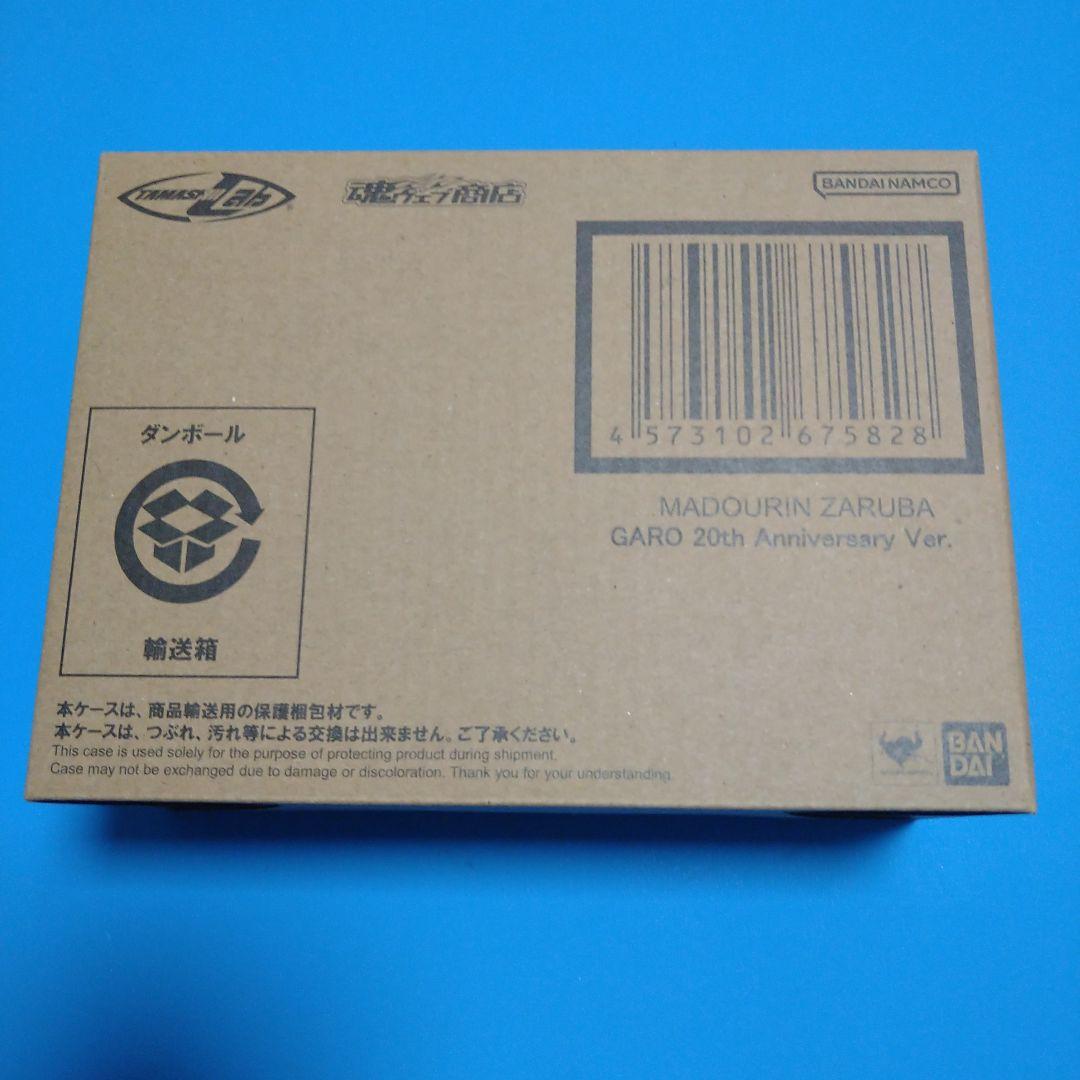 TAMASHII Lab
魂ウェブ商店
BANDAI NAMCO
4 573102 675828
MADOURIN ZARUBA
GARO 20th Anniversary Ver.
ダンボール
輸送箱
本ケースは、商品輸送用の保護梱包材です。
本ケースは、つぶれ、汚れ等による交換は出来ません。ご了承ください。
This case is used solely for the purpose of protecting product during shipment.
Case may not be exchanged due to damage or discoloration. Thank you for your understanding.
BAN
DAI